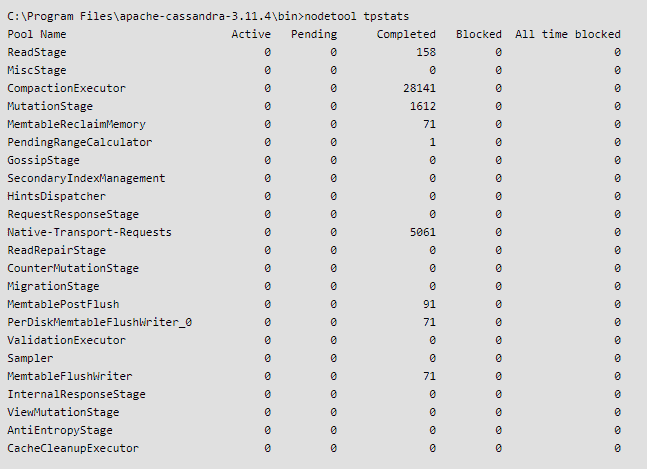 C:\Program Files\apache-cassandra-3.11.4\bin>nodetool tpstats
Pool Name Active Pending Completed Blocked All time blocked
ReadStage 0 0 158 0 0
MiscStage 0 0 0 0 0
CompactionExecutor 0 0 28141 0 0
MutationStage 0 0 1612 0 0
MemtableReclaimMemory 0 0 71 0 0
PendingRangeCalculator 0 0 1 0 0
GossipStage 0 0 0 0 0
SecondaryIndexManagement 0 0 0 0 0
HintsDispatcher 0 0 0 0 0
RequestResponseStage 0 0 0 0 0
Native-Transport-Requests 0 0 5061 0 0
ReadRepairStage 0 0 0 0 0
CounterMutationStage 0 0 0 0 0
MigrationStage 0 0 0 0 0
MemtablePostFlush 0 0 91 0 0
PerDiskMemtableFlushWriter_0 0 0 71 0 0
ValidationExecutor 0 0 0 0 0
Sampler 0 0 0 0 0
MemtableFlushWriter 0 0 71 0 0
InternalResponseStage 0 0 0 0 0
ViewMutationStage 0 0 0 0 0
AntiEntropyStage 0 0 0 0 0
CacheCleanupExecutor 0 0 0 0 0